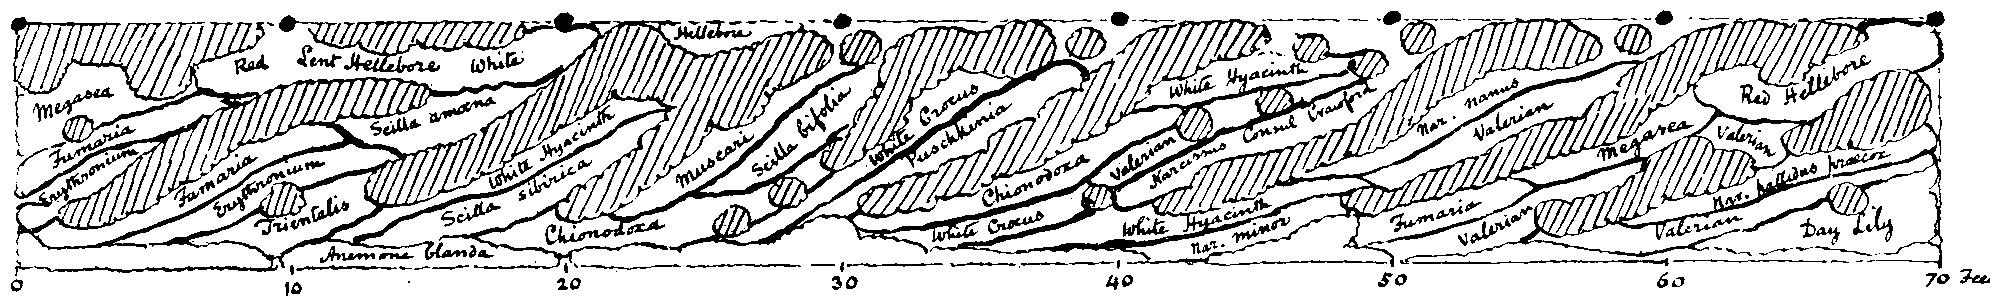 Hellebore
Red Lent Hellebore White
Megasea
Fumaria
Erythronium
Fumaria
Erythronium
Trientalis
Scilla amœna
White Hyacinth
Scilla sibirica
Anemone blanda
Chionodoxa
Muscari
Scilla bifolia
White Crocus
Puschkinia
Chionodoxa
White Crocus
White Hyacinth
Valerian
Narcissus Consul Crawford
White Hyacinth
Nar. minor
Nar. nanus
Valerian
Megasea
Fumaria
Valerian
Red Hellebore
Valerian
Nar. pallidus præcox
Valerian
Day Lily
0 10 20 30 40 50 60 70 Fee